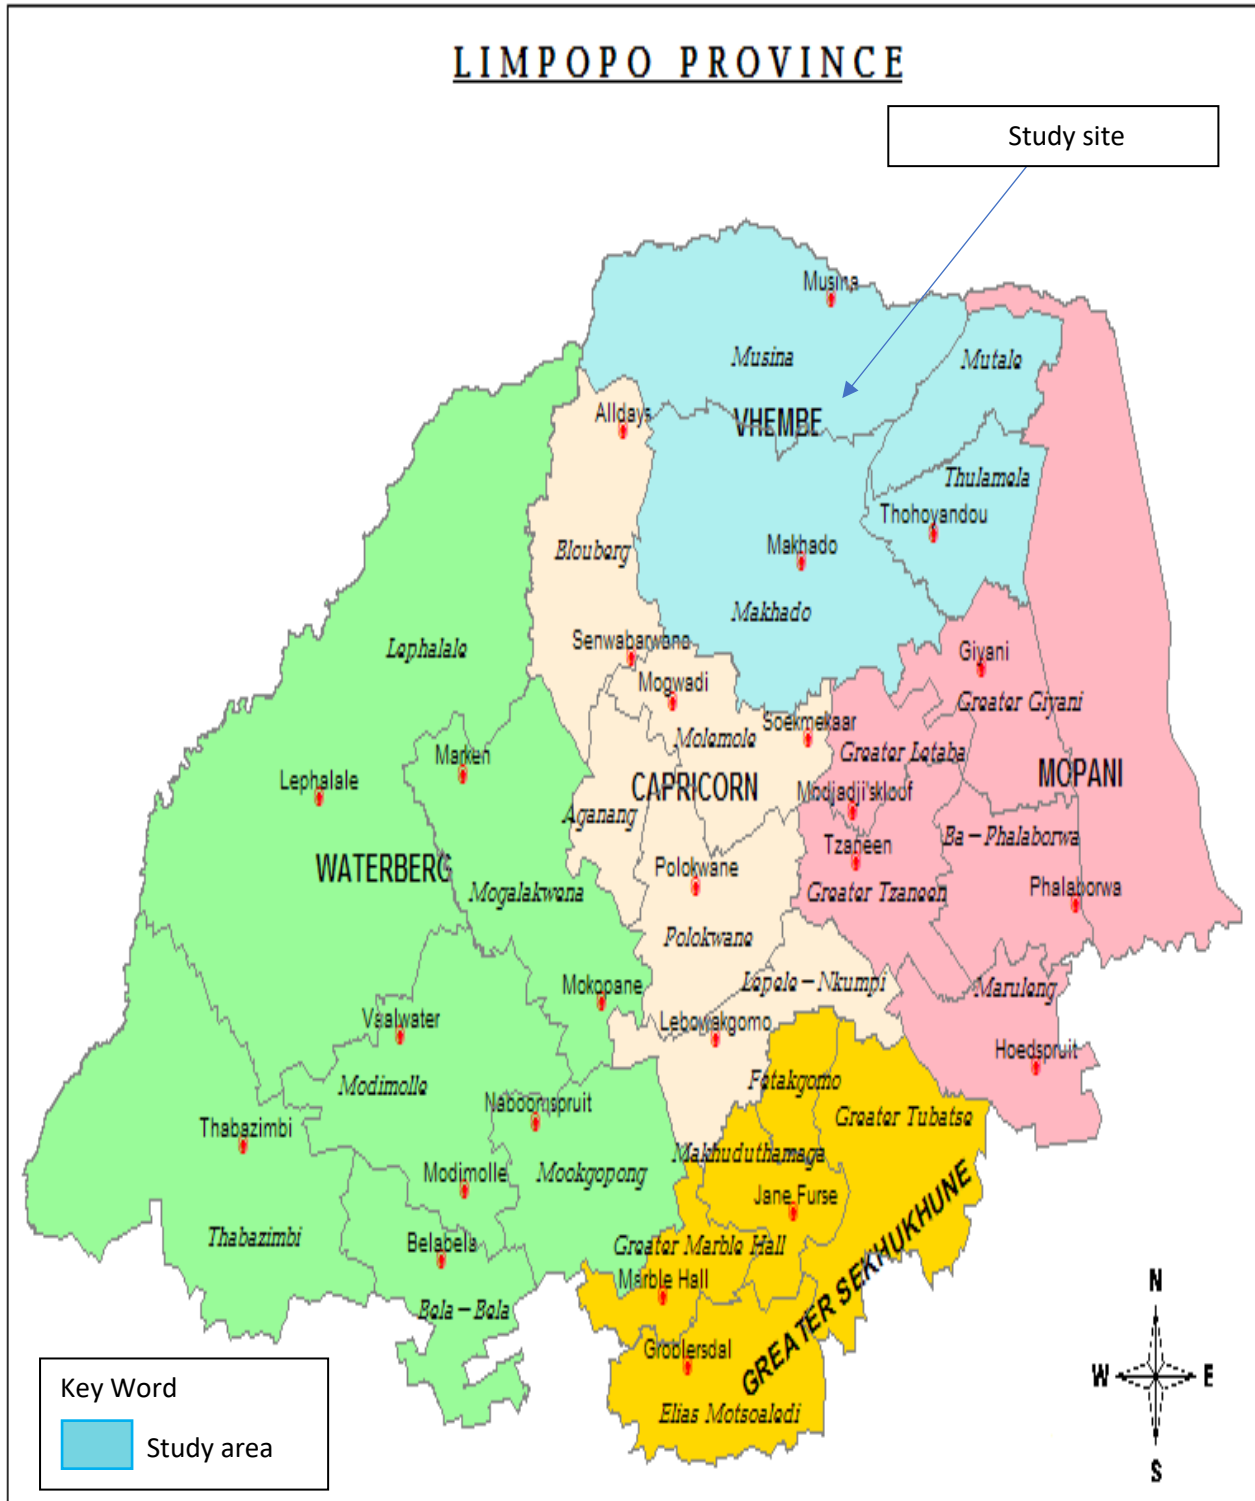 LIMPOPO PROVINCE
Study site
Musina
Musina
Mutale
Alldays
VHEMBE
Thulamela
Thohoyandou
Blouberg
Makhado
Makhado
Senwabarwana
Lephalale
Giyani
Mogwadi
Greater Giyani
Soekmekaar
Molemole
Greater Letaba
Marken
MOPANI
Lephalale
CAPRICORN
Modjadji'skloof
Aganang
Ba-Phalaborwa
Tzaneen
WATERBERG
Polokwane
Mogalakwena
Greater Tzaneen
Phalaborwa
Polokwane
Lepele-Nkumpi
Mokopane
Maruleng
Vaalwater
Lebowakgomo
Hoedspruit
Modimolle
Fetakgomo
Naboomspruit
Greater Tubatse
Thabazimbi
Makhuduthamaga
Modimolle
Mookgopong
Jane Furse
Thabazimbi
Belabela
Greater Marble Hall
GREATER SEKHUKHUNE
Marble Hall
Bela-Bela
Groblersdal
Elias Motsoaledi
N
W
E
S
Key Word
Study area